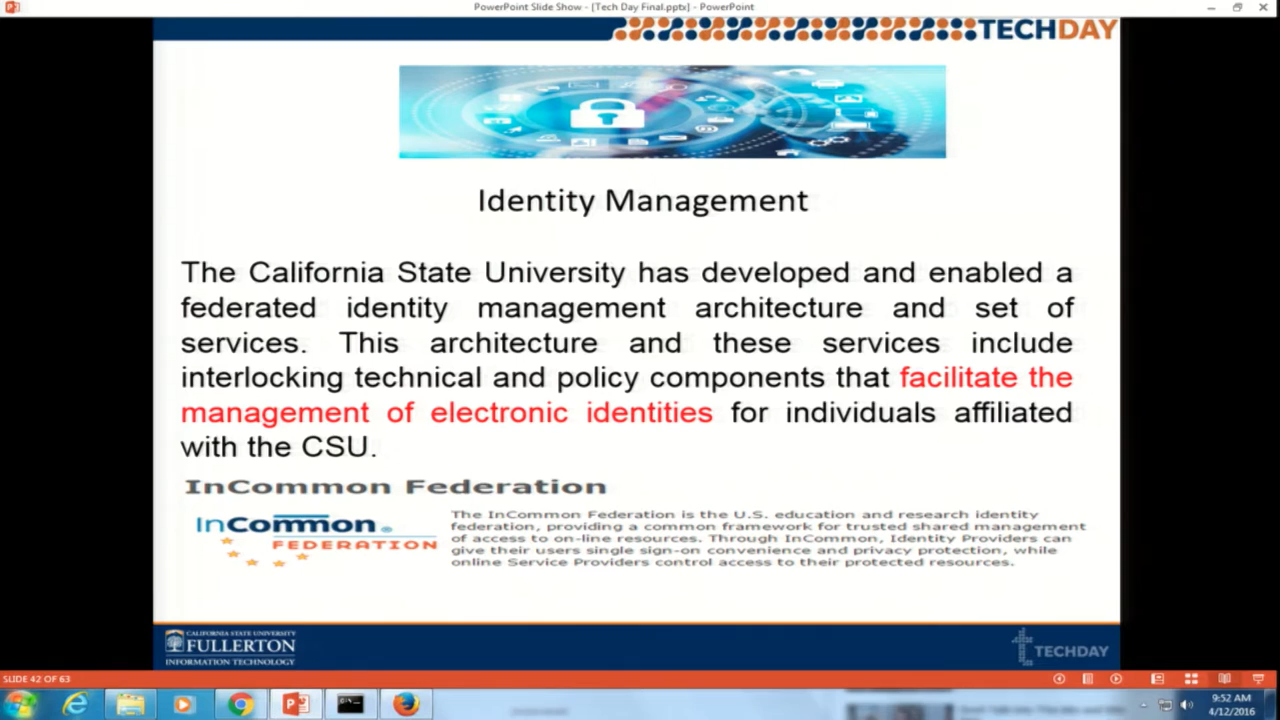 PowerPoint Slide Show - [Tech Day Final.pptx] - PowerPoint
TECHDAY
Identity Management
The California State University has developed and enabled a
federated identity management architecture and set of
services. This architecture and these services include
interlocking technical and policy components that facilitate the
management of electronic identities for individuals affiliated
with the CSU.
InCommon Federation
InCommon®
FEDERATION
The InCommon Federation is the U.S. education and research identity
federation, providing a common framework for trusted shared management
of access to on-line resources. Through InCommon, Identity Providers can
give their users single sign-on convenience and privacy protection, while
online Service Providers control access to their protected resources.
CALIFORNIA STATE UNIVERSITY
FULLERTON
INFORMATION TECHNOLOGY
TECHDAY
SLIDE 42 OF 63
9:52 AM
4/12/2016